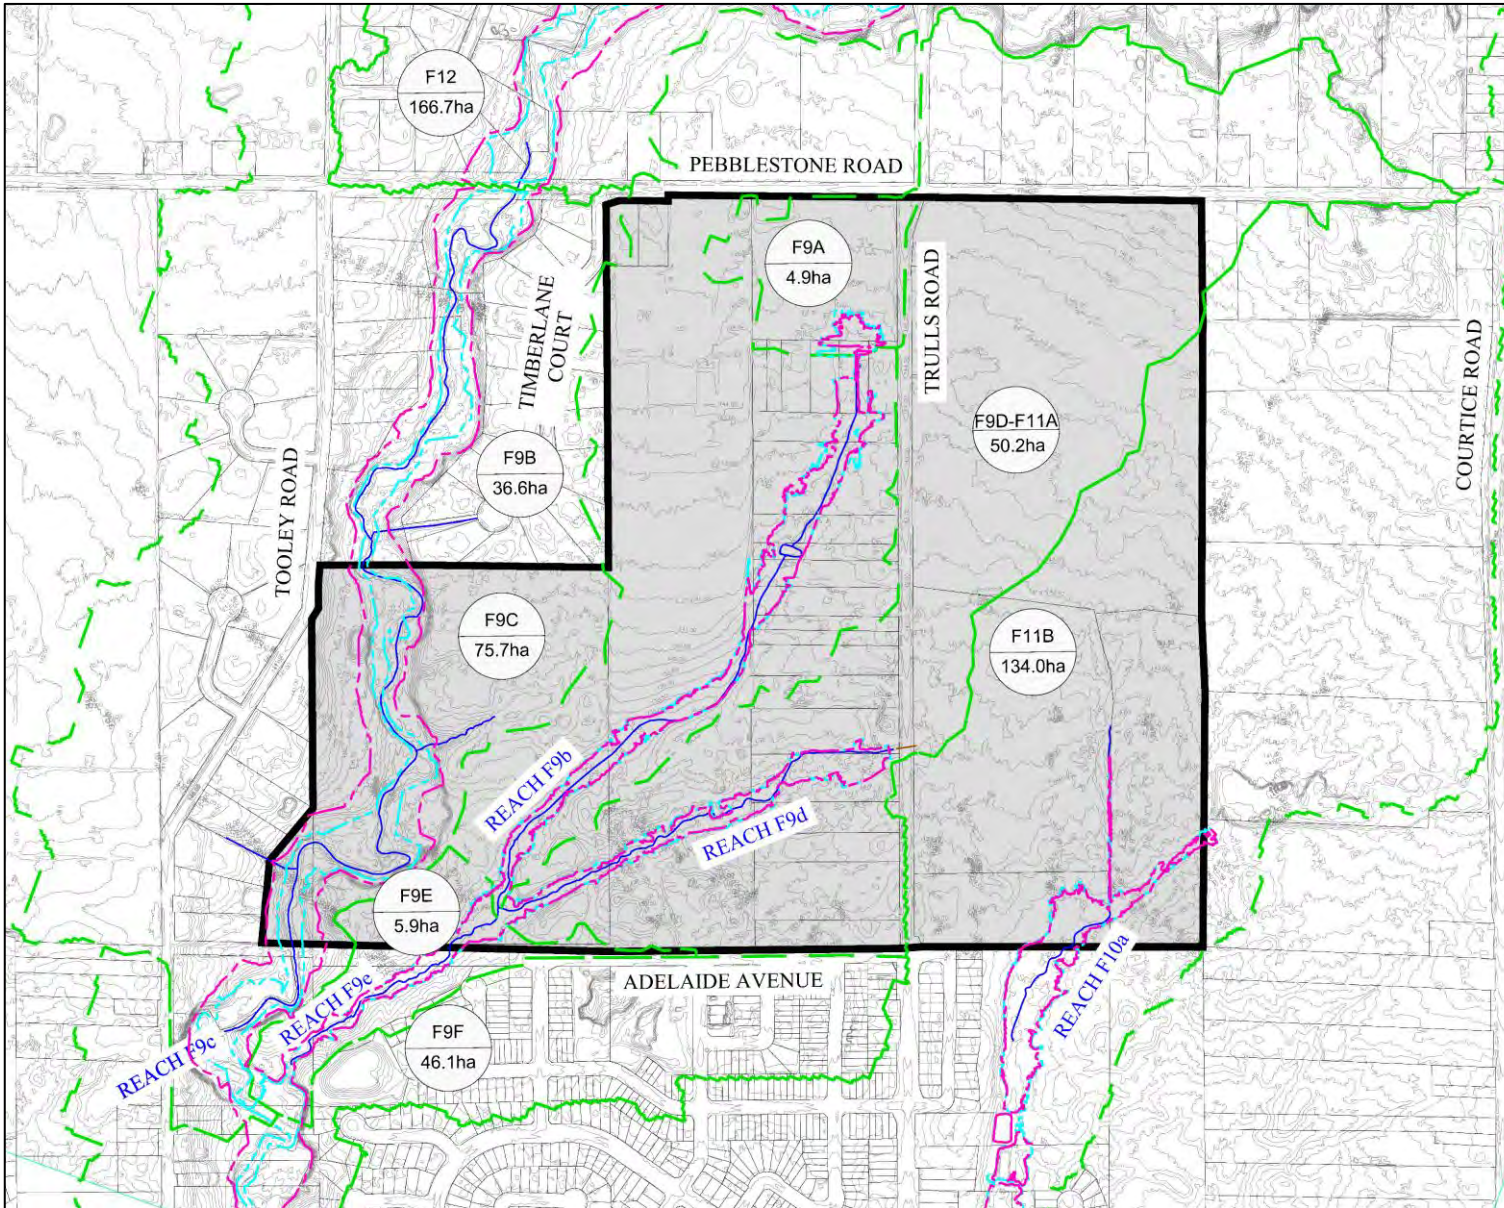 F12
166.7ha
PEBBLESTONE ROAD
F9A
4.9ha
TRULLS ROAD
TIMBERLANE
COURT
F9D-F11A
50.2ha
COURTICE ROAD
F9B
36.6ha
TOOLEY ROAD
F9C
75.7ha
F11B
134.0ha
REACH F9b
REACH F9d
F9E
5.9ha
ADELAIDE AVENUE
REACH F9e
REACH F10a
F9F
46.1ha
REACH F9c